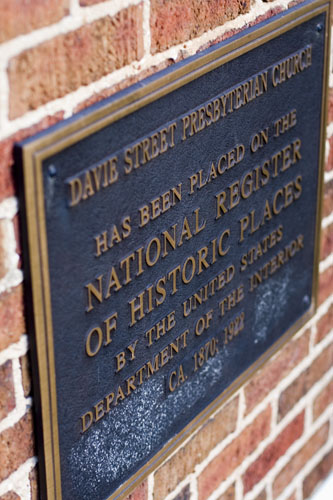 DAVIE STREET PRESBYTERIAN CHURCH
HAS BEEN PLACED ON THE
NATIONAL REGISTER
OF HISTORIC PLACES
BY THE UNITED STATES
DEPARTMENT OF THE INTERIOR
CA. 1870; 1922